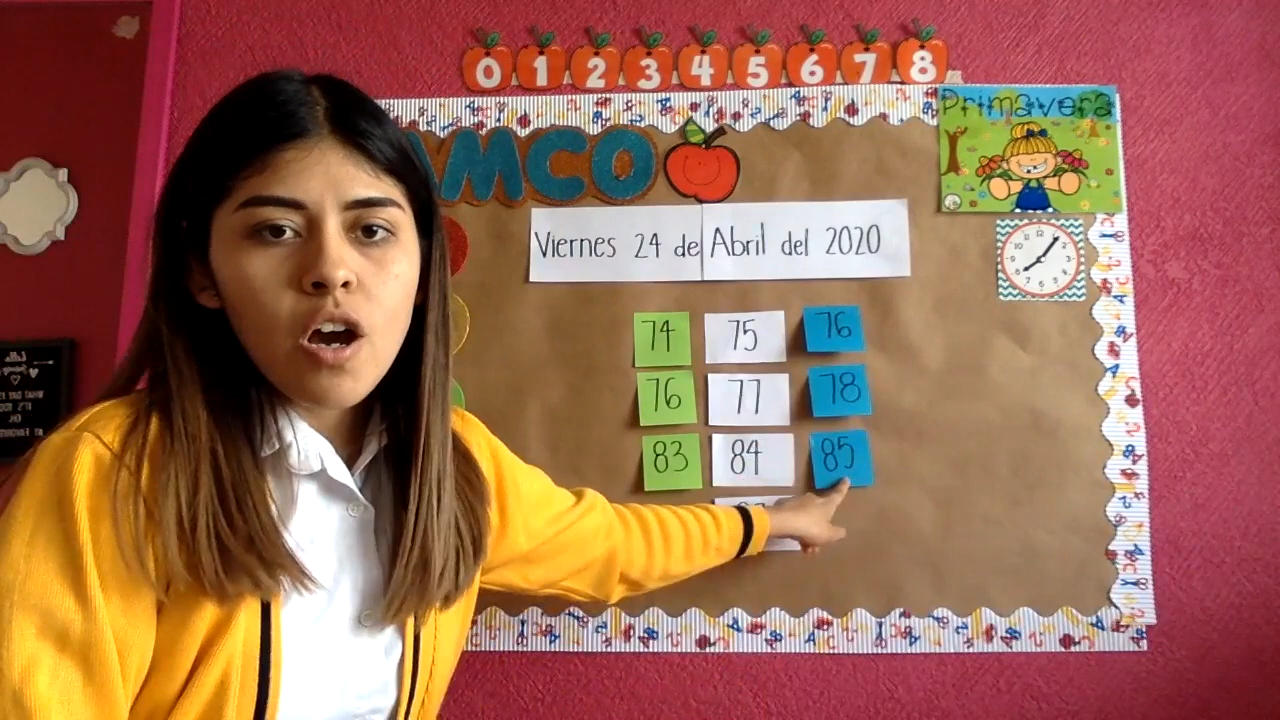 0 1 2 3 4 5 6 7 8
Primavera
AMCO
Viernes 24 de Abril del 2020
74 75 76
76 77 78
83 84 85